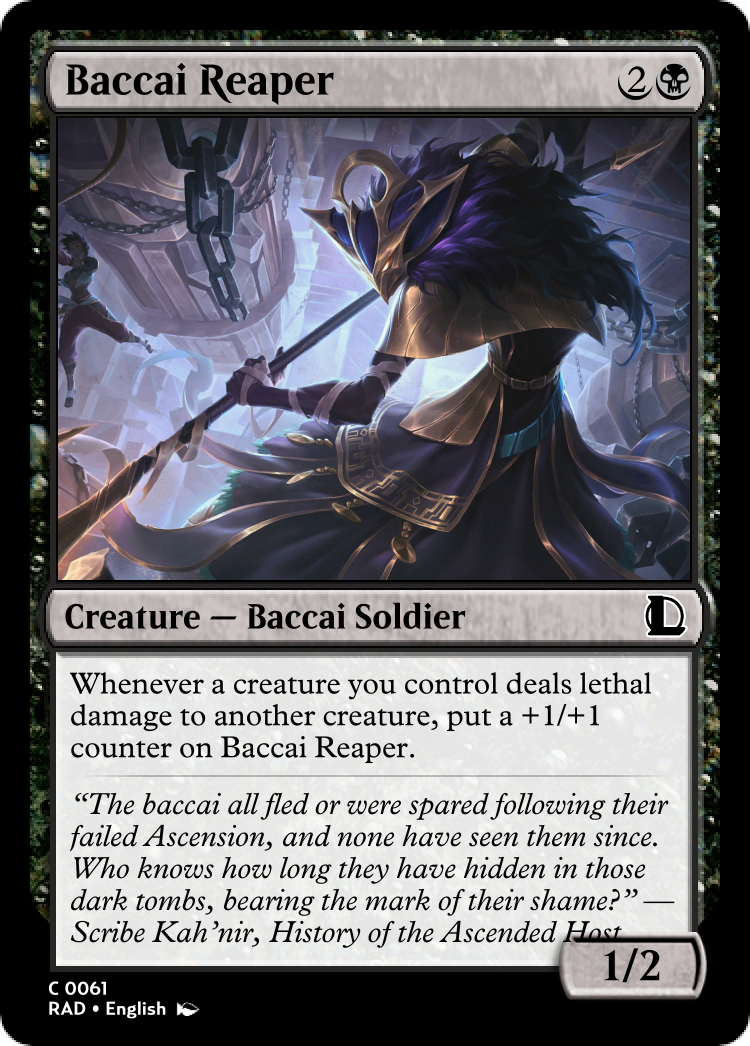 Baccai Reaper 2
Creature — Baccai Soldier
Whenever a creature you control deals lethal
damage to another creature, put a +1/+1
counter on Baccai Reaper.
“The baccai all fled or were spared following their
failed Ascension, and none have seen them since.
Who knows how long they have hidden in those
dark tombs, bearing the mark of their shame?” —
Scribe Kah’nir, History of the Ascended Host
1/2
C 0061
RAD • English